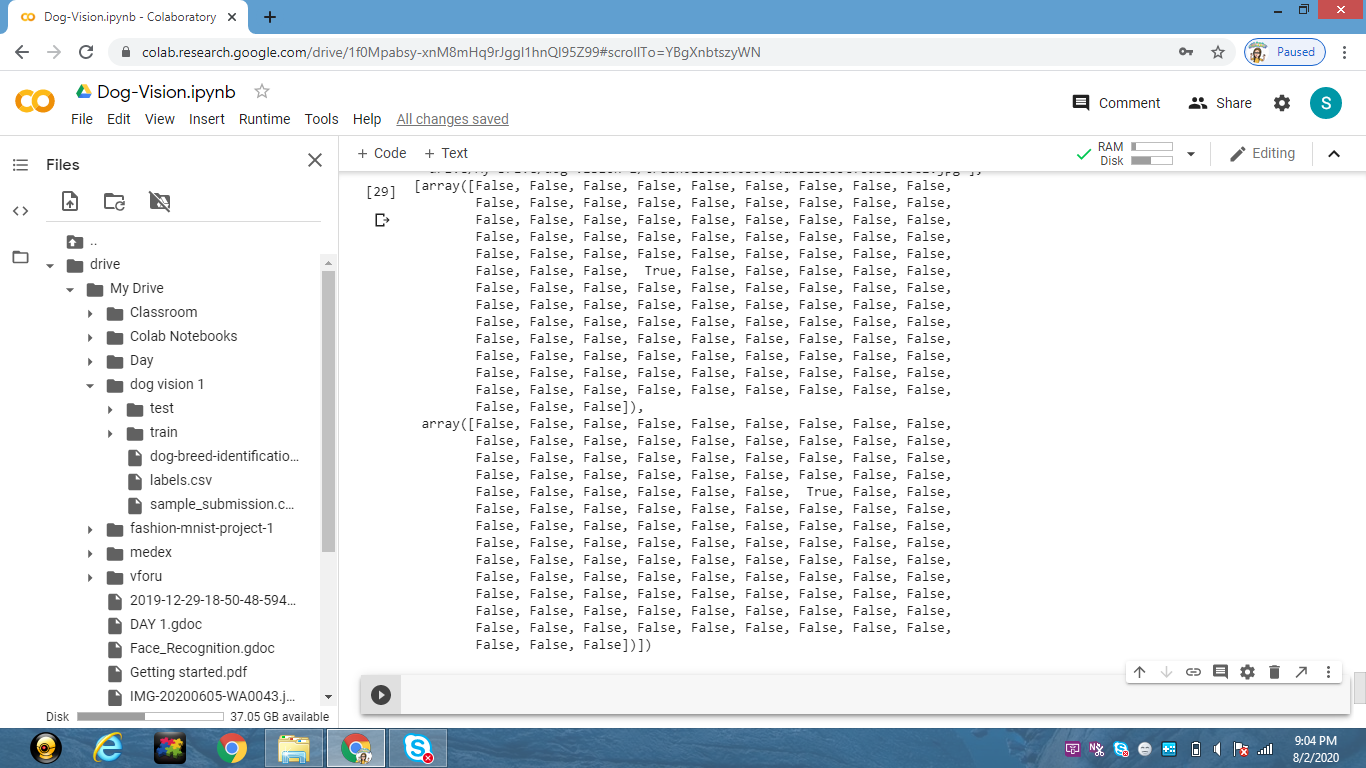 Dog-Vision.ipynb - Colaboratory
colab.research.google.com/drive/1f0Mpabsy-xnM8mHq9rJggI1hnQl95Z99#scrollTo=YBgXnbtszyWN
Paused
Dog-Vision.ipynb
File Edit View Insert Runtime Tools Help All changes saved
Comment Share S
Files
+ Code + Text
RAM
Disk
Editing
..
drive
My Drive
Classroom
Colab Notebooks
Day
dog vision 1
test
train
dog-breed-identificatio...
labels.csv
sample_submission.c...
fashion-mnist-project-1
medex
vforu
2019-12-29-18-50-48-594...
DAY 1.gdoc
Face_Recognition.gdoc
Getting started.pdf
IMG-20200605-WA0043.j...
Disk 37.05 GB available
[29]
[array([False, False, False, False, False, False, False, False, False,
False, False, False, False, False, False, False, False, False,
False, False, False, False, False, False, False, False, False,
False, False, False, False, False, False, False, False, False,
False, False, False, False, False, False, False, False, False,
False, False, False, True, False, False, False, False, False,
False, False, False, False, False, False, False, False, False,
False, False, False, False, False, False, False, False, False,
False, False, False, False, False, False, False, False, False,
False, False, False, False, False, False, False, False, False,
False, False, False, False, False, False, False, False, False,
False, False, False, False, False, False, False, False, False,
False, False, False, False, False, False, False, False, False,
False, False, False]),
array([False, False, False, False, False, False, False, False, False,
False, False, False, False, False, False, False, False, False,
False, False, False, False, False, False, False, False, False,
False, False, False, False, False, False, False, False, False,
False, False, False, False, False, False, True, False, False,
False, False, False, False, False, False, False, False, False,
False, False, False, False, False, False, False, False, False,
False, False, False, False, False, False, False, False, False,
False, False, False, False, False, False, False, False, False,
False, False, False, False, False, False, False, False, False,
False, False, False, False, False, False, False, False, False,
False, False, False, False, False, False, False, False, False,
False, False, False, False, False, False, False, False, False,
False, False, False])])
9:04 PM
8/2/2020